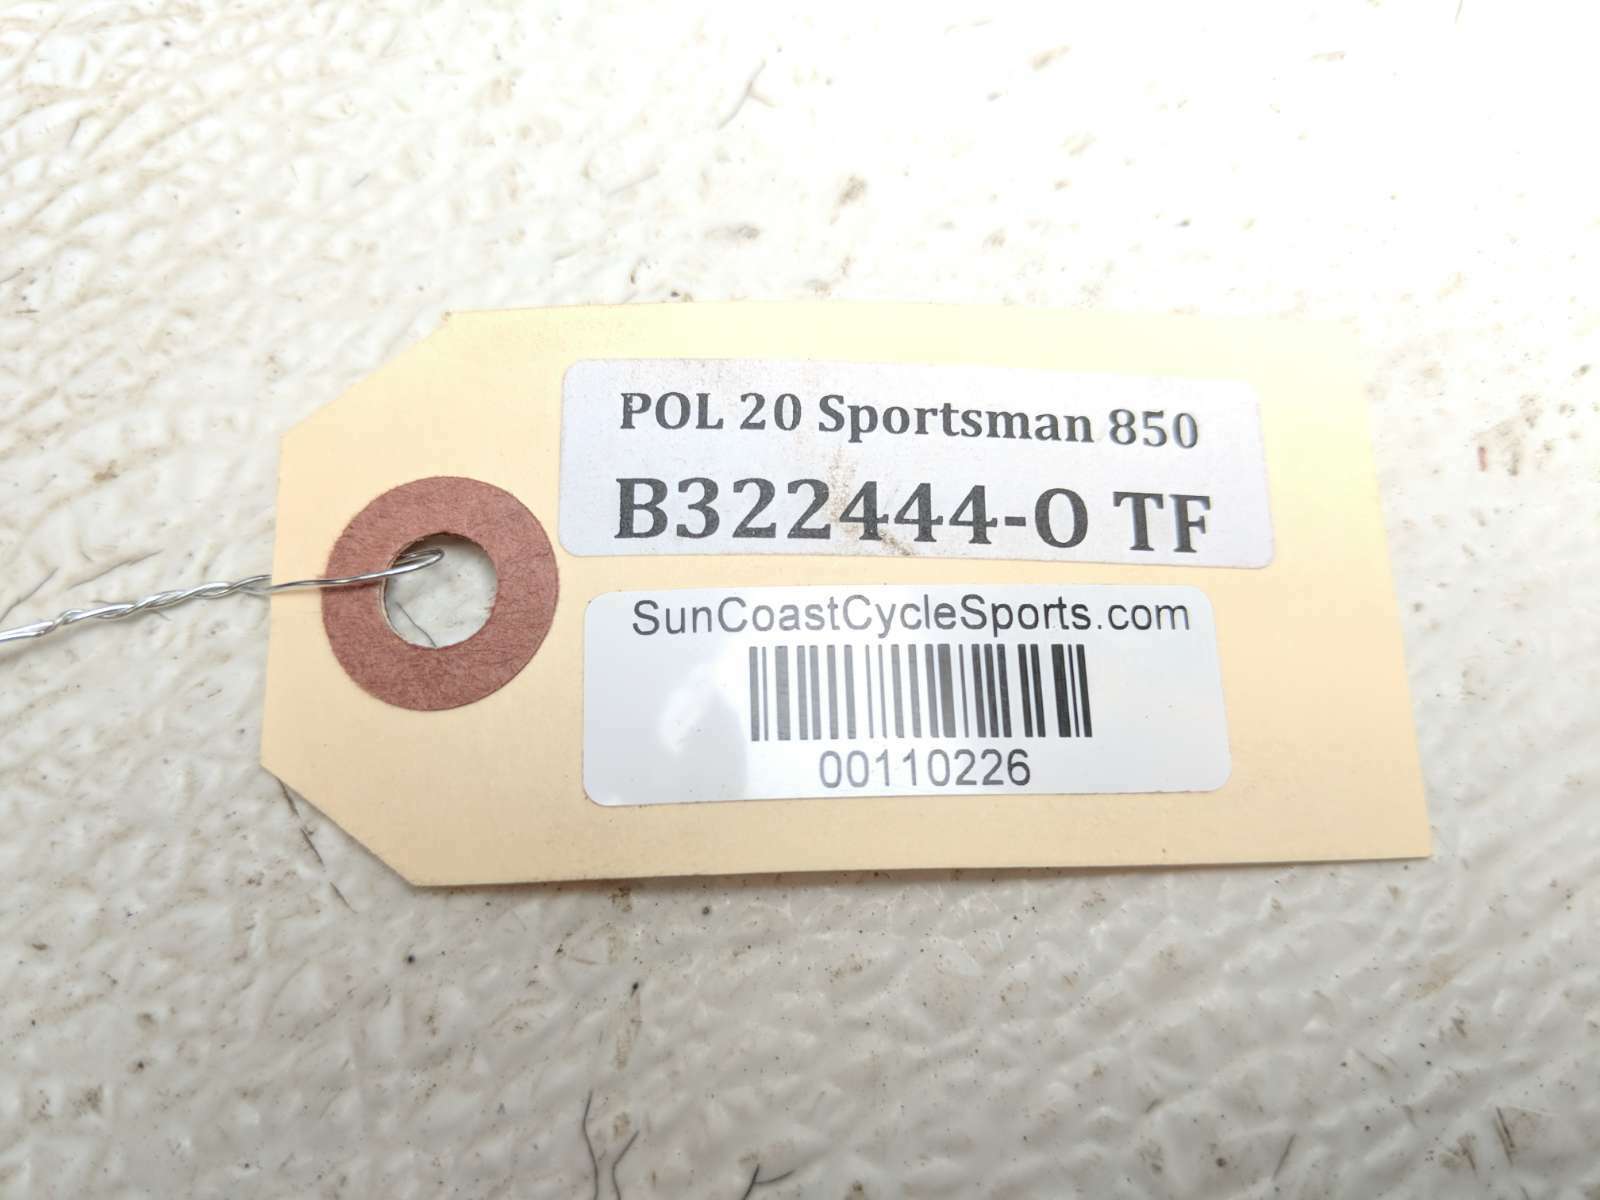 POL 20 Sportsman 850
B322444-O TF
SunCoastCycleSports.com
00110226